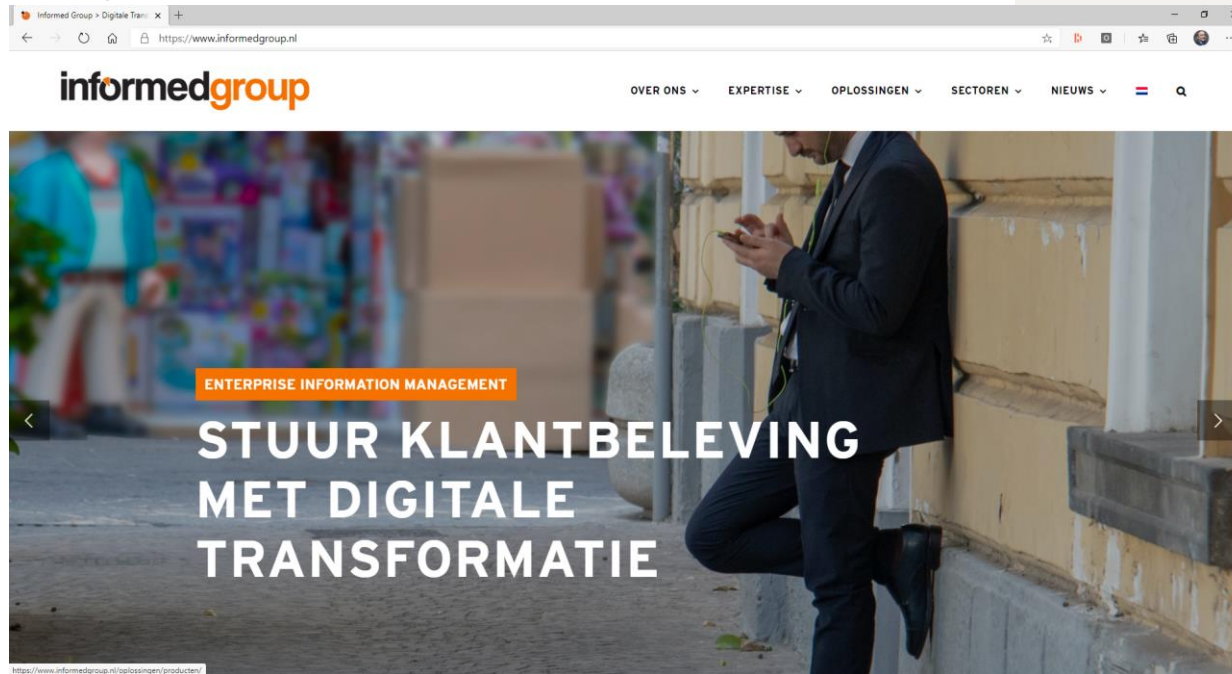 Informed Group > Digitale Trans
https://www.informedgroup.nl
informedgroup
OVER ONS
EXPERTISE
OPLOSSINGEN
SECTOREN
NIEUWS
ENTERPRISE INFORMATION MANAGEMENT
STUUR KLANTBELEVING
MET DIGITALE
TRANSFORMATIE
https://www.informedgroup.nl/oplossingen/producten/